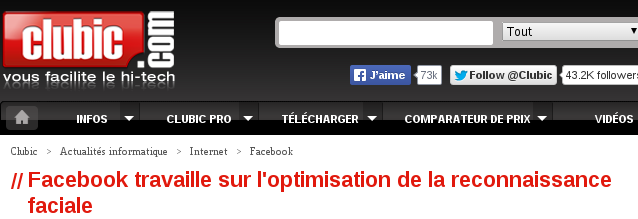 clubic.com
vous facilite le hi-tech
Tout
J'aime 73k Follow @Clubic 43.2K followers
INFOS CLUBIC PRO TÉLÉCHARGER COMPARATEUR DE PRIX VIDÉOS
Clubic > Actualités informatique > Internet > Facebook
// Facebook travaille sur l'optimisation de la reconnaissance
faciale